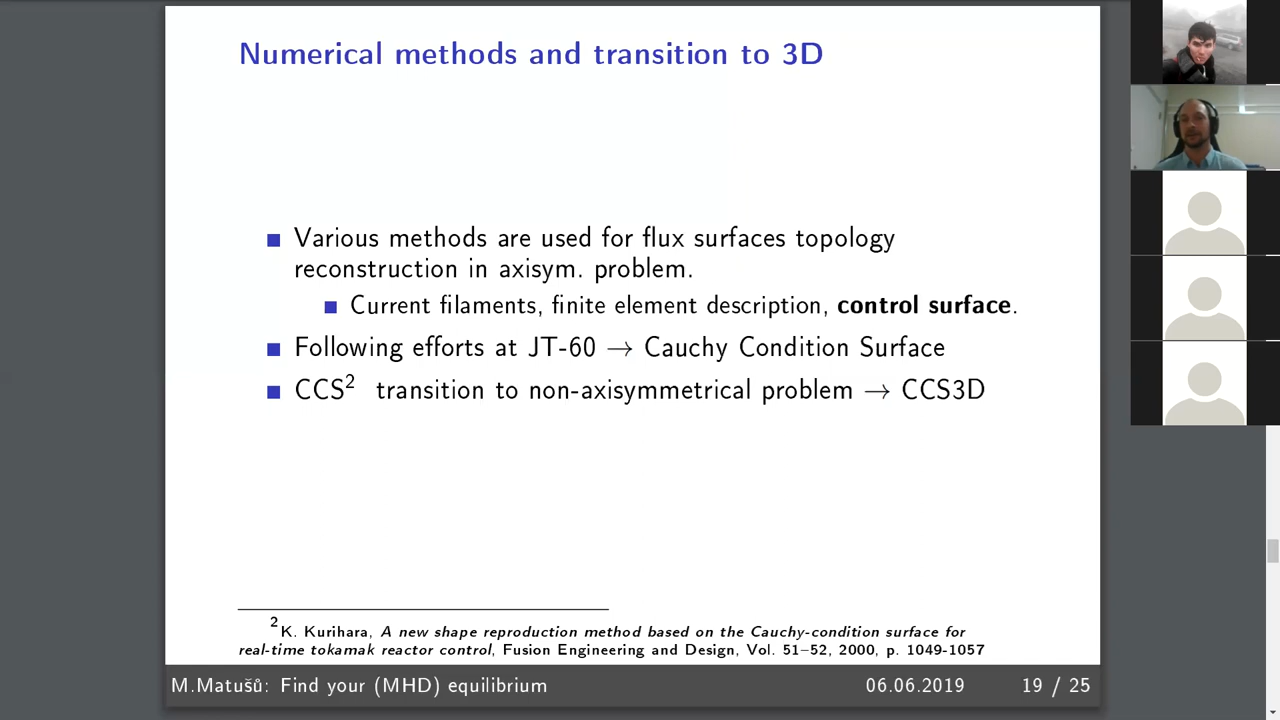 Numerical methods and transition to 3D
Various methods are used for flux surfaces topology
reconstruction in axisym. problem.
Current filaments, finite element description, control surface.
Following efforts at JT-60 → Cauchy Condition Surface
CCS² transition to non-axisymmetrical problem → CCS3D
²K. Kurihara, A new shape reproduction method based on the Cauchy-condition surface for
real-time tokamak reactor control, Fusion Engineering and Design, Vol. 51–52, 2000, p. 1049-1057
M.Matušů: Find your (MHD) equilibrium 06.06.2019 19 / 25